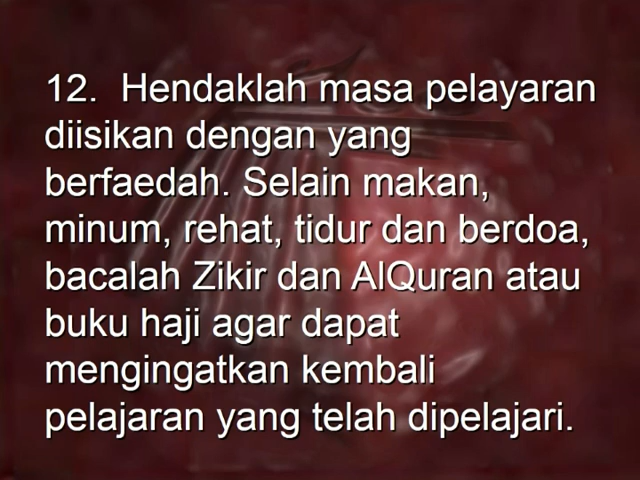 12.  Hendaklah masa pelayaran
diisikan dengan yang
berfaedah. Selain makan,
minum, rehat, tidur dan berdoa,
bacalah Zikir dan AlQuran atau
buku haji agar dapat
mengingatkan kembali
pelajaran yang telah dipelajari.